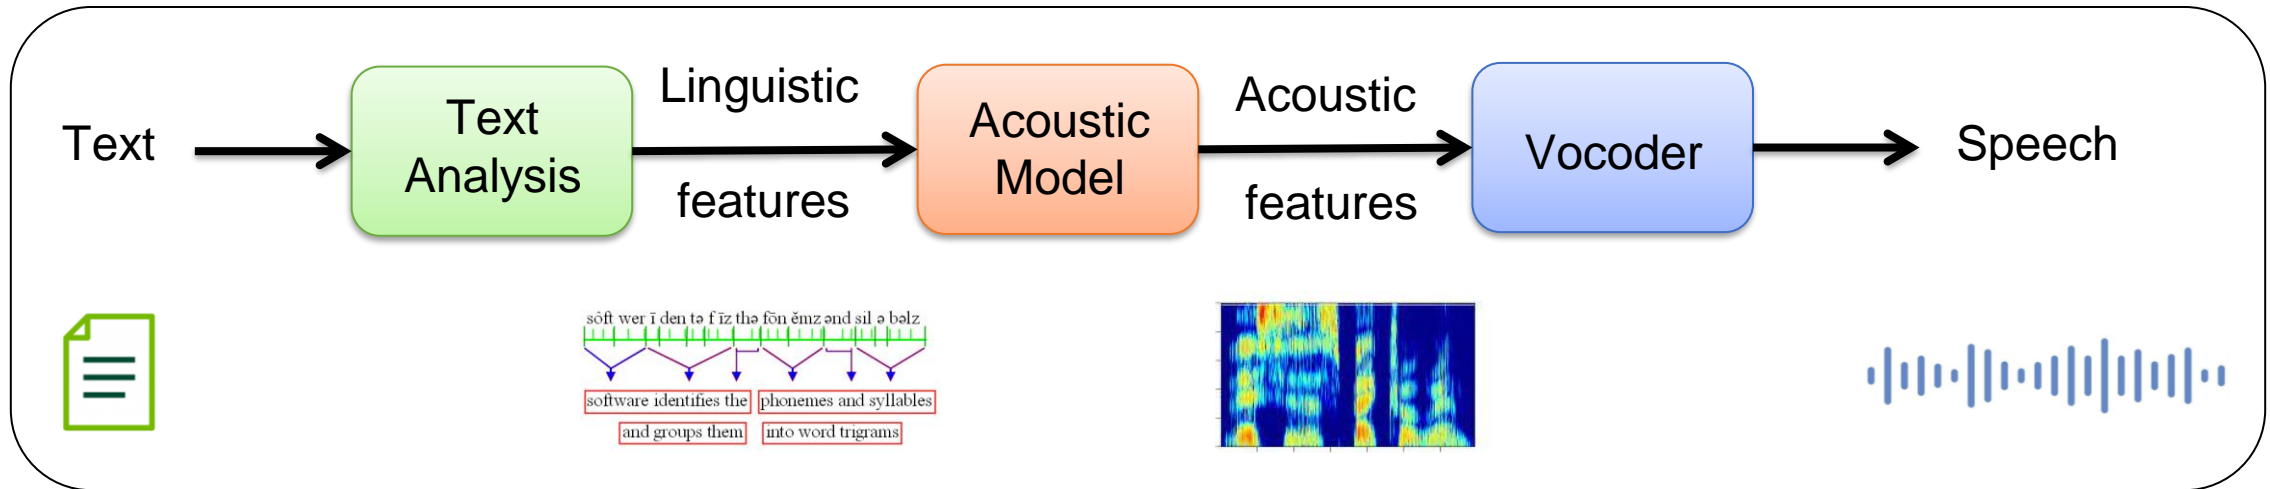 Text
Text
Analysis
Linguistic
features
Acoustic
Model
Acoustic
features
Vocoder
Speech
sôft wer ī den tə f īz thə fōn ēmz ənd sil ə bəlz
software identifies the
phonemes and syllables
and groups them
into word trigrams